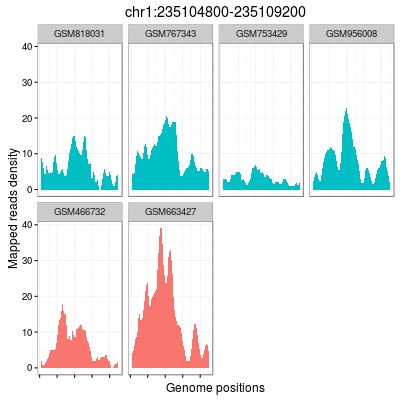 chr1:235104800-235109200
GSM818031 GSM767343 GSM753429 GSM956008
40
30
20
10
0
Mapped reads density
GSM466732 GSM663427
40
30
20
10
0
Genome positions